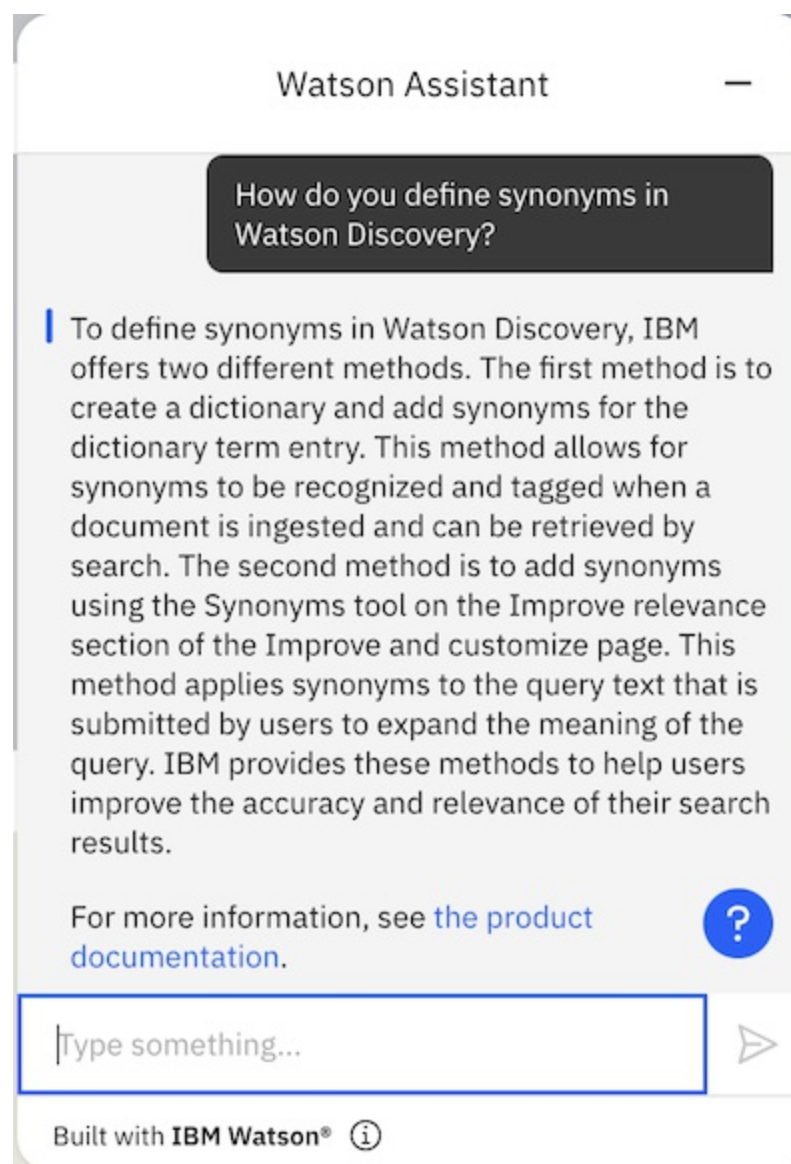 Watson Assistant
How do you define synonyms in
Watson Discovery?
To define synonyms in Watson Discovery, IBM
offers two different methods. The first method is to
create a dictionary and add synonyms for the
dictionary term entry. This method allows for
synonyms to be recognized and tagged when a
document is ingested and can be retrieved by
search. The second method is to add synonyms
using the Synonyms tool on the Improve relevance
section of the Improve and customize page. This
method applies synonyms to the query text that is
submitted by users to expand the meaning of the
query. IBM provides these methods to help users
improve the accuracy and relevance of their search
results.
For more information, see the product
documentation.
?
Type something...
Built with IBM Watson® i